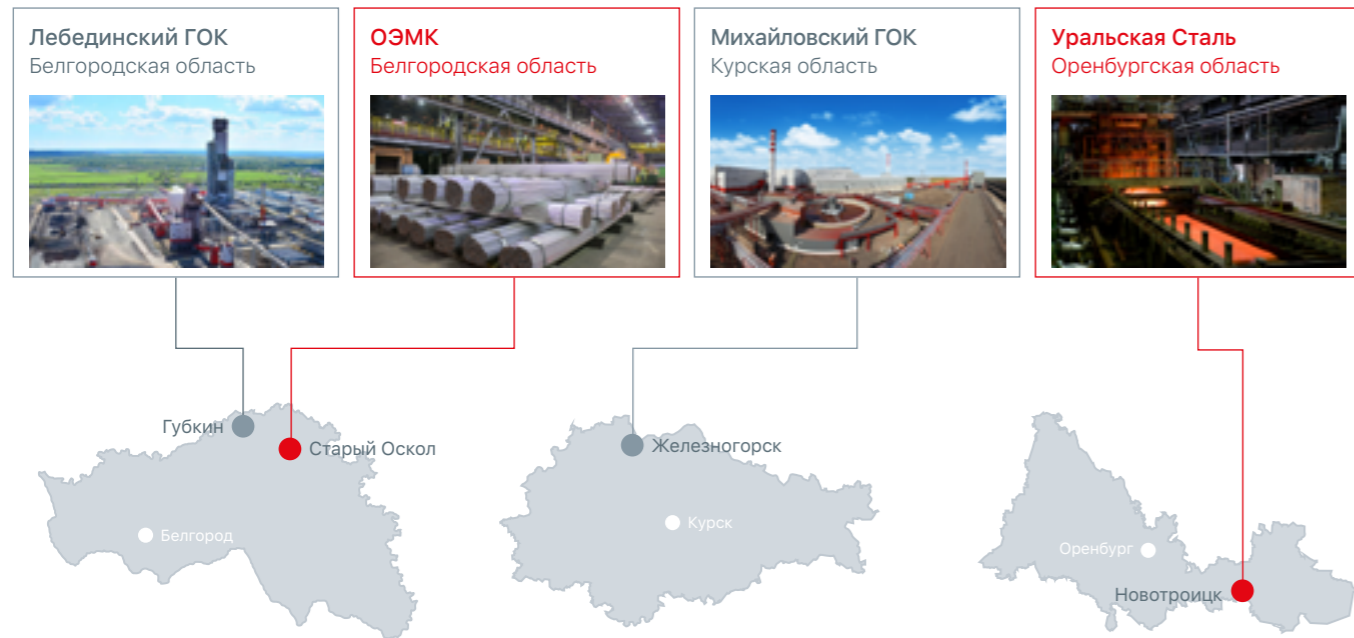 Лебединский ГОК
Белгородская область
ОЭМК
Белгородская область
Михайловский ГОК
Курская область
Уральская Сталь
Оренбургская область
Губкин
Старый Оскол
Белгород
Железногорск
Курск
Оренбург
Новотроицк